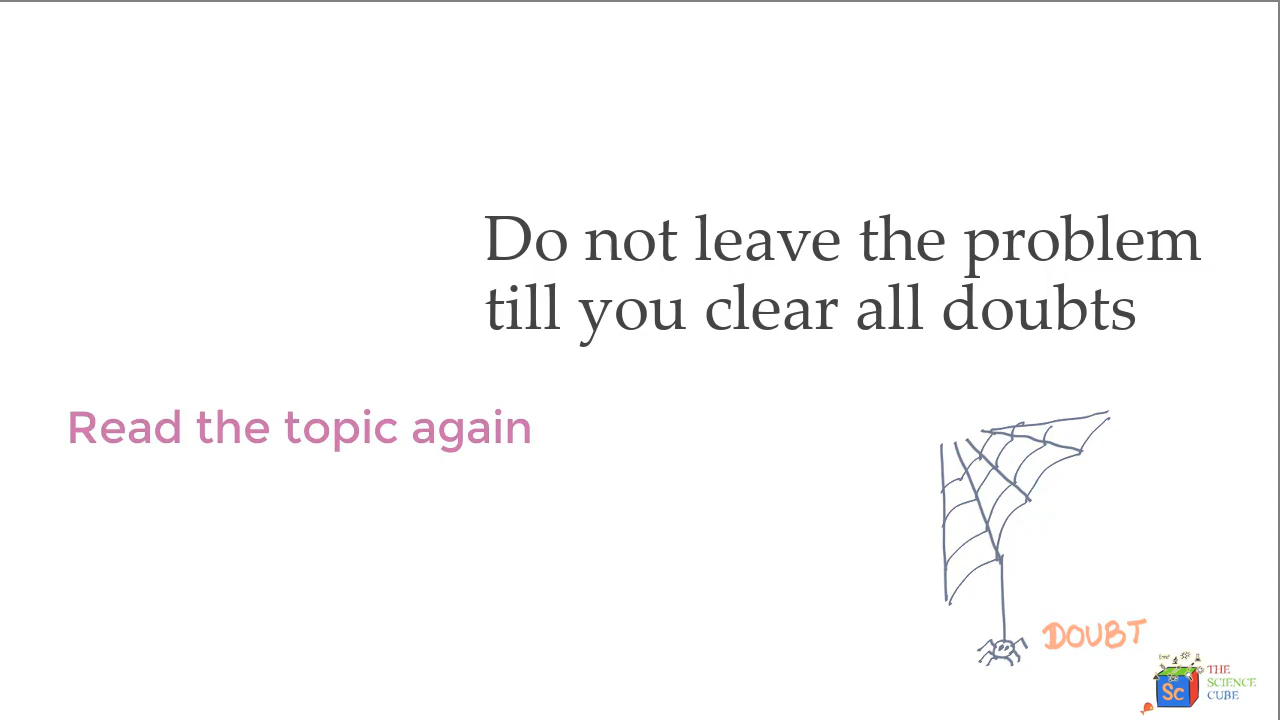 Do not leave the problem
till you clear all doubts
Read the topic again
DOUBT
Sc
THE
SCIENCE
CUBE